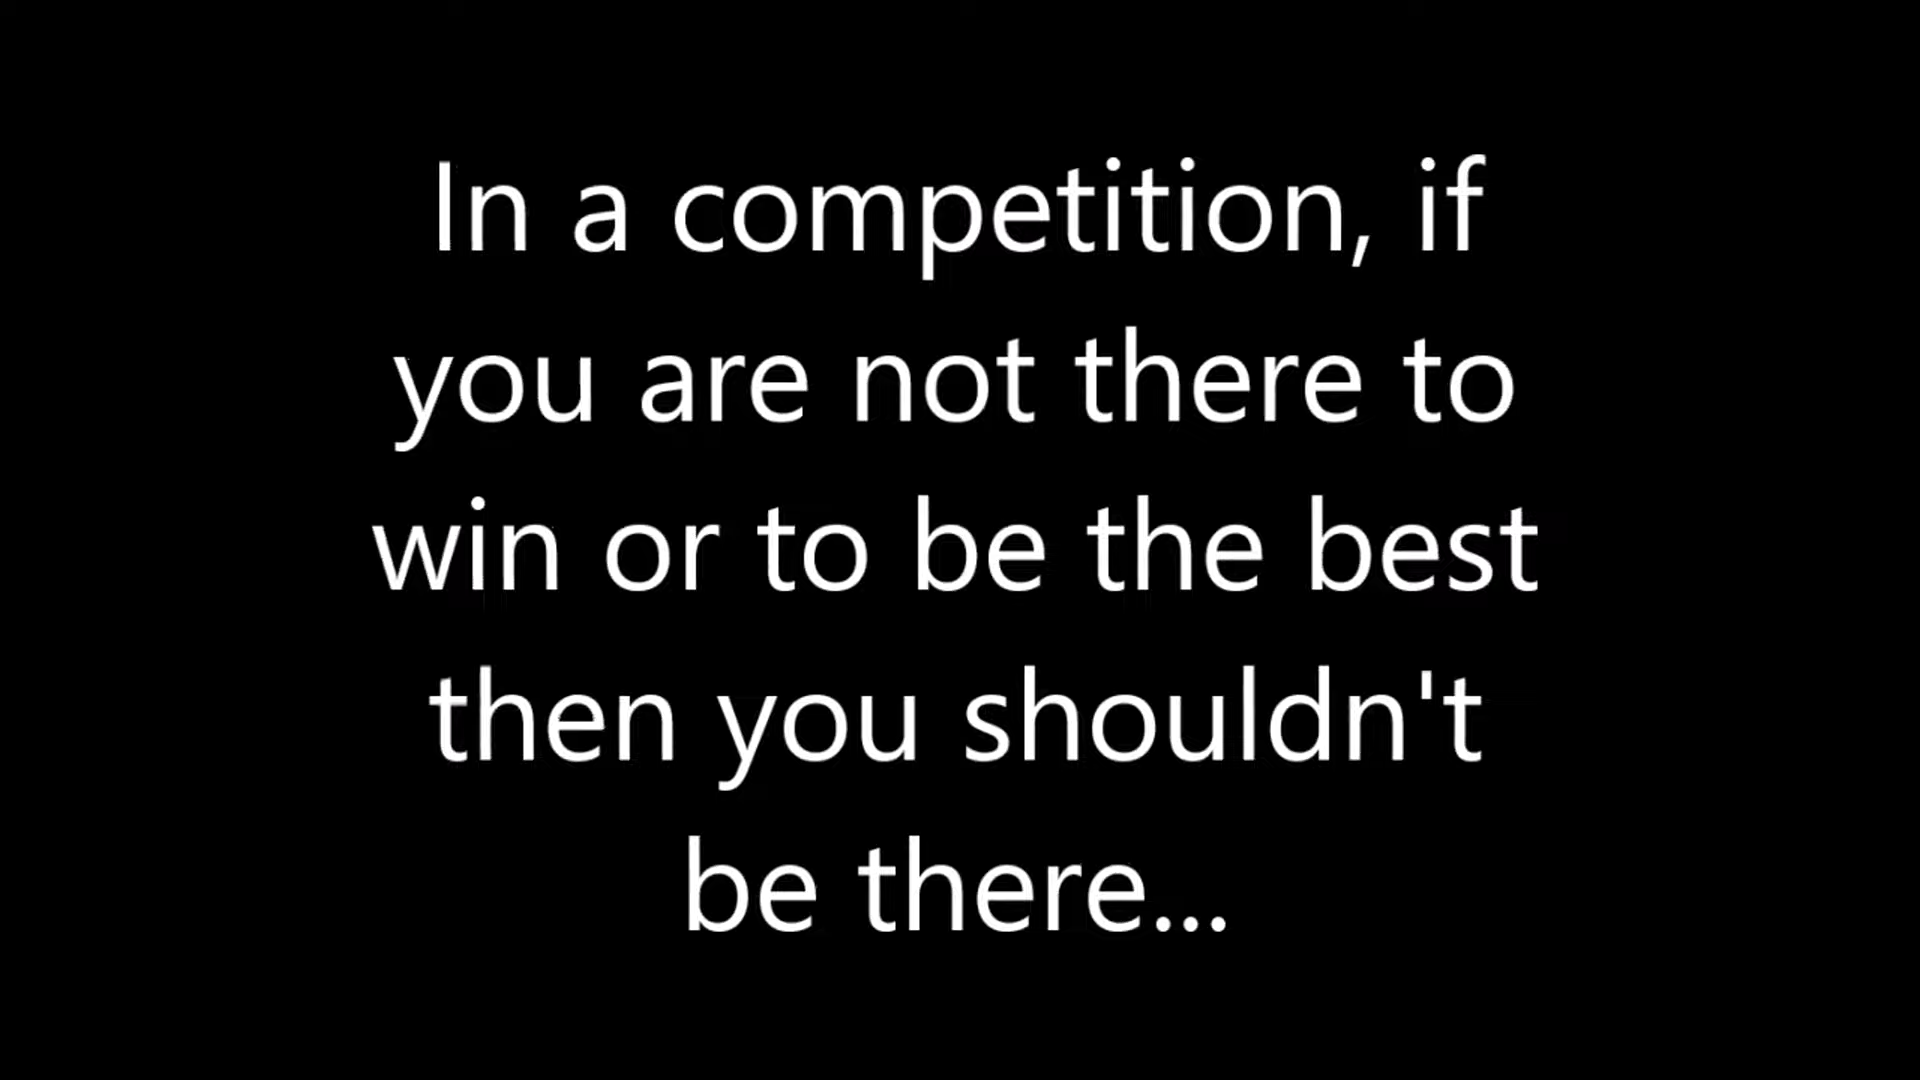 In a competition, if
you are not there to
win or to be the best
then you shouldn't
be there...